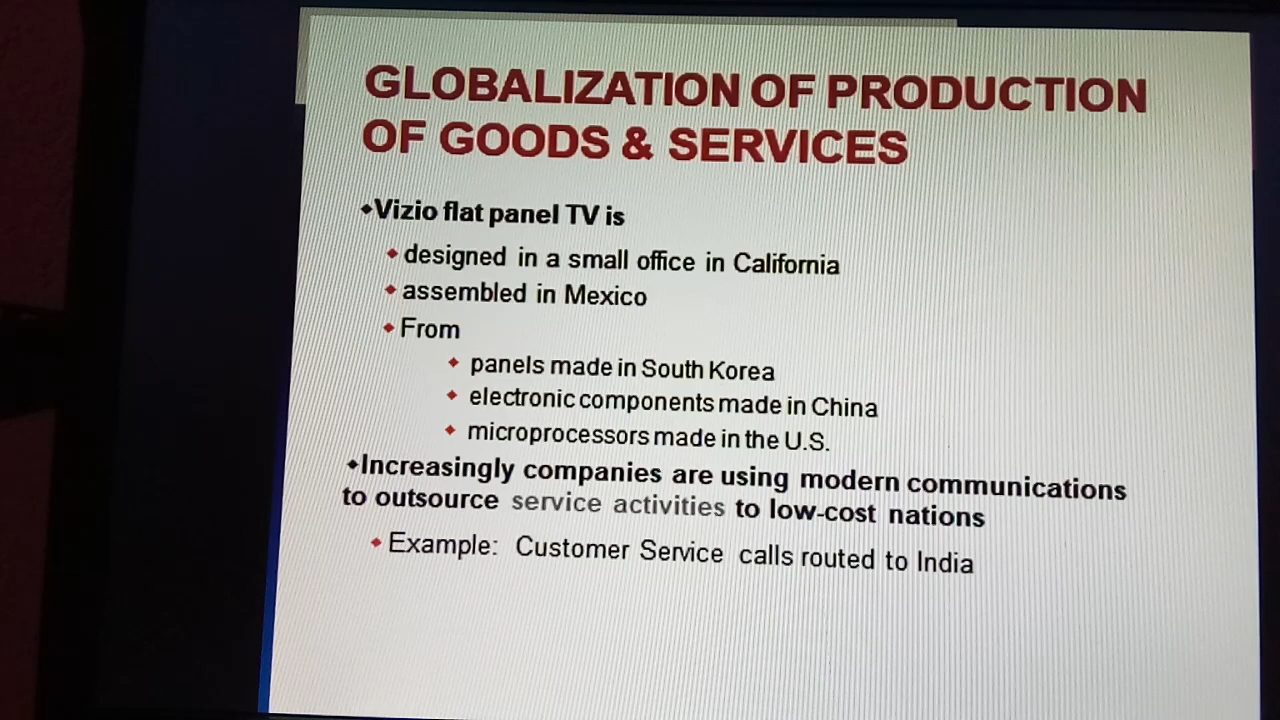 GLOBALIZATION OF PRODUCTION
OF GOODS & SERVICES
Vizio flat panel TV is
designed in a small office in California
assembled in Mexico
From
panels made in South Korea
electronic components made in China
microprocessors made in the U.S.
Increasingly companies are using modern communications
to outsource service activities to low-cost nations
Example: Customer Service calls routed to India